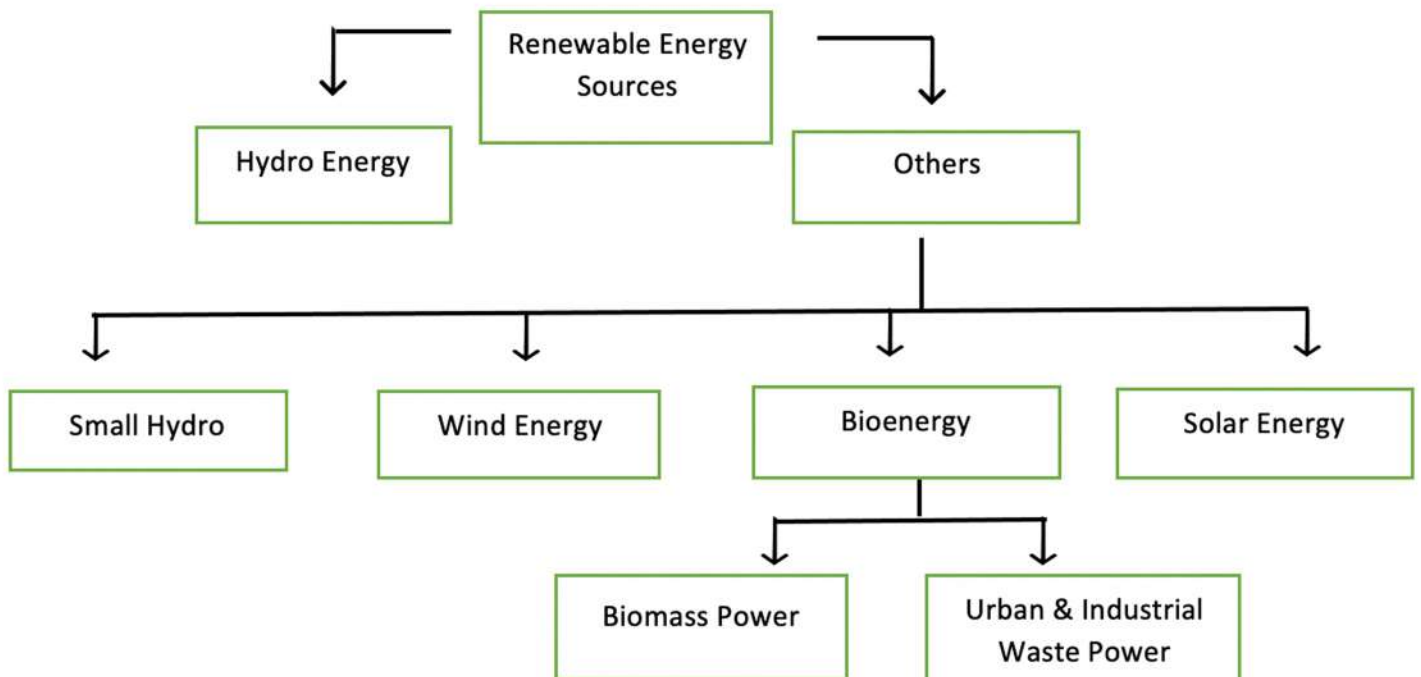 Renewable Energy
Sources
Hydro Energy
Others
Small Hydro
Wind Energy
Bioenergy
Solar Energy
Biomass Power
Urban & Industrial
Waste Power